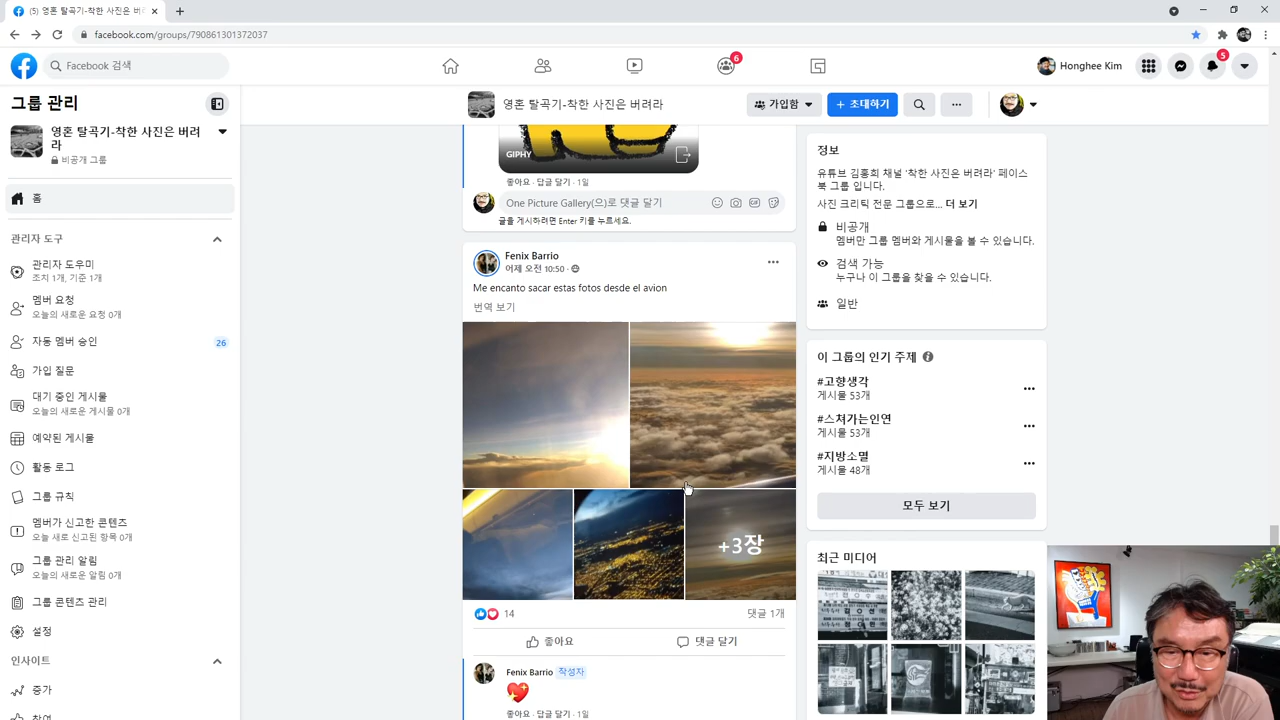 (5) 영혼 탈곡기-착한 사진은 버려라
facebook.com/groups/790861301372037
Facebook 검색
6
Honghee Kim
5
그룹 관리
영혼 탈곡기-착한 사진은 버려라
비공개 그룹
홈
관리자 도구
관리자 도우미
조치 1개, 기준 1개
멤버 요청
오늘의 새로운 요청 0개
자동 멤버 승인
26
가입 질문
대기 중인 게시물
오늘의 새로운 게시물 0개
예약된 게시물
활동 로그
그룹 규칙
멤버가 신고한 콘텐츠
오늘 새로 신고된 항목 0개
그룹 관리 알림
오늘의 새로운 알림 0개
그룹 콘텐츠 관리
설정
인사이트
증가
영혼 탈곡기-착한 사진은 버려라
가입함
+ 초대하기
GIPHY
좋아요 · 답글 달기 · 1일
One Picture Gallery(으)로 댓글 달기
GIF
글을 게시하려면 Enter 키를 누르세요.
Fenix Barrio
어제 오전 10:50
Me encanto sacar estas fotos desde el avion
번역 보기
+3장
14
댓글 1개
좋아요
댓글 달기
Fenix Barrio 작성자
좋아요 · 답글 달기 · 1일
정보
유튜브 김홍희 채널 '착한 사진은 버려라' 페이스
북 그룹 입니다.
사진 크리틱 전문 그룹으로... 더 보기
비공개
멤버만 그룹 멤버와 게시물을 볼 수 있습니다.
검색 가능
누구나 이 그룹을 찾을 수 있습니다.
일반
이 그룹의 인기 주제
#고향생각
게시물 53개
#스쳐가는인연
게시물 53개
#지방소멸
게시물 48개
모두 보기
최근 미디어